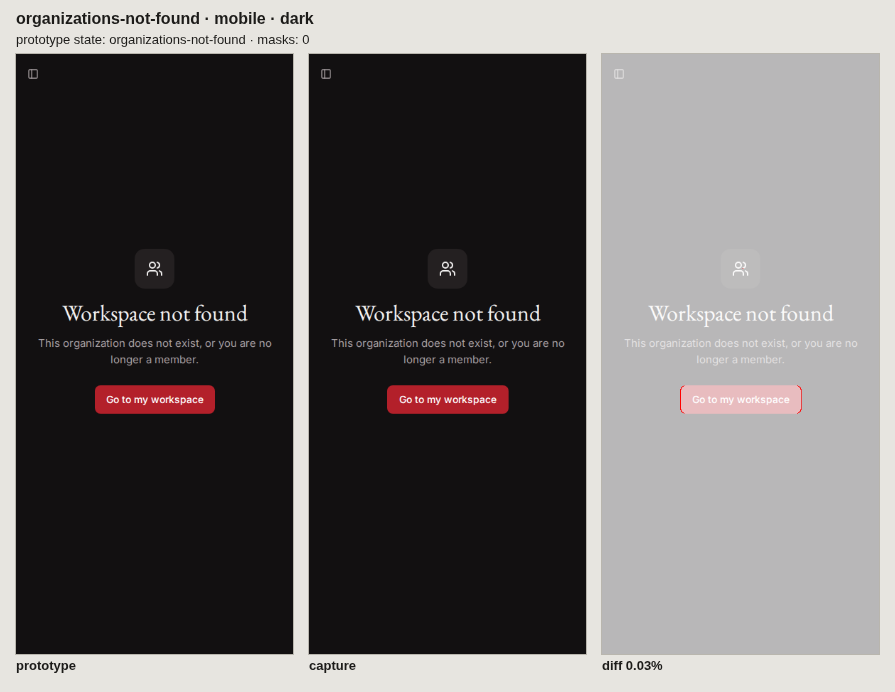 organizations-not-found · mobile · dark
prototype state: organizations-not-found · masks: 0
Workspace not found
This organization does not exist, or you are no
longer a member.
Go to my workspace
prototype
Workspace not found
This organization does not exist, or you are no
longer a member.
Go to my workspace
capture
Workspace not found
This organization does not exist, or you are no
longer a member.
Go to my workspace
diff 0.03%